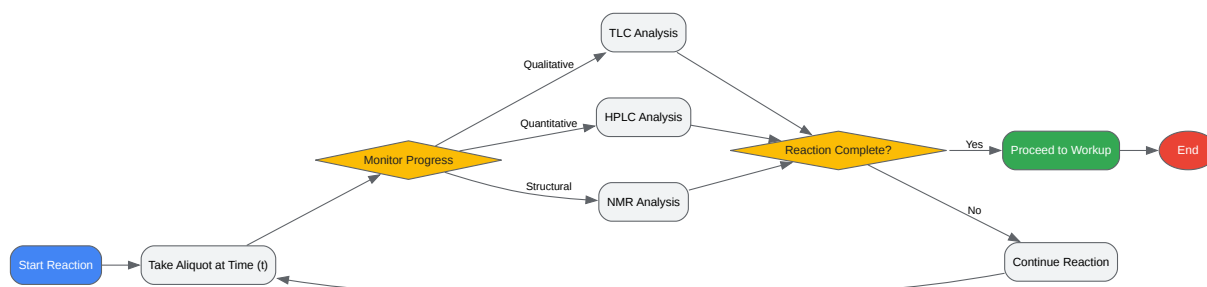 Start Reaction
Take Aliquot at Time (t)
Monitor Progress
Qualitative
TLC Analysis
Quantitative
HPLC Analysis
Structural
NMR Analysis
Reaction Complete?
Yes
Proceed to Workup
End
No
Continue Reaction